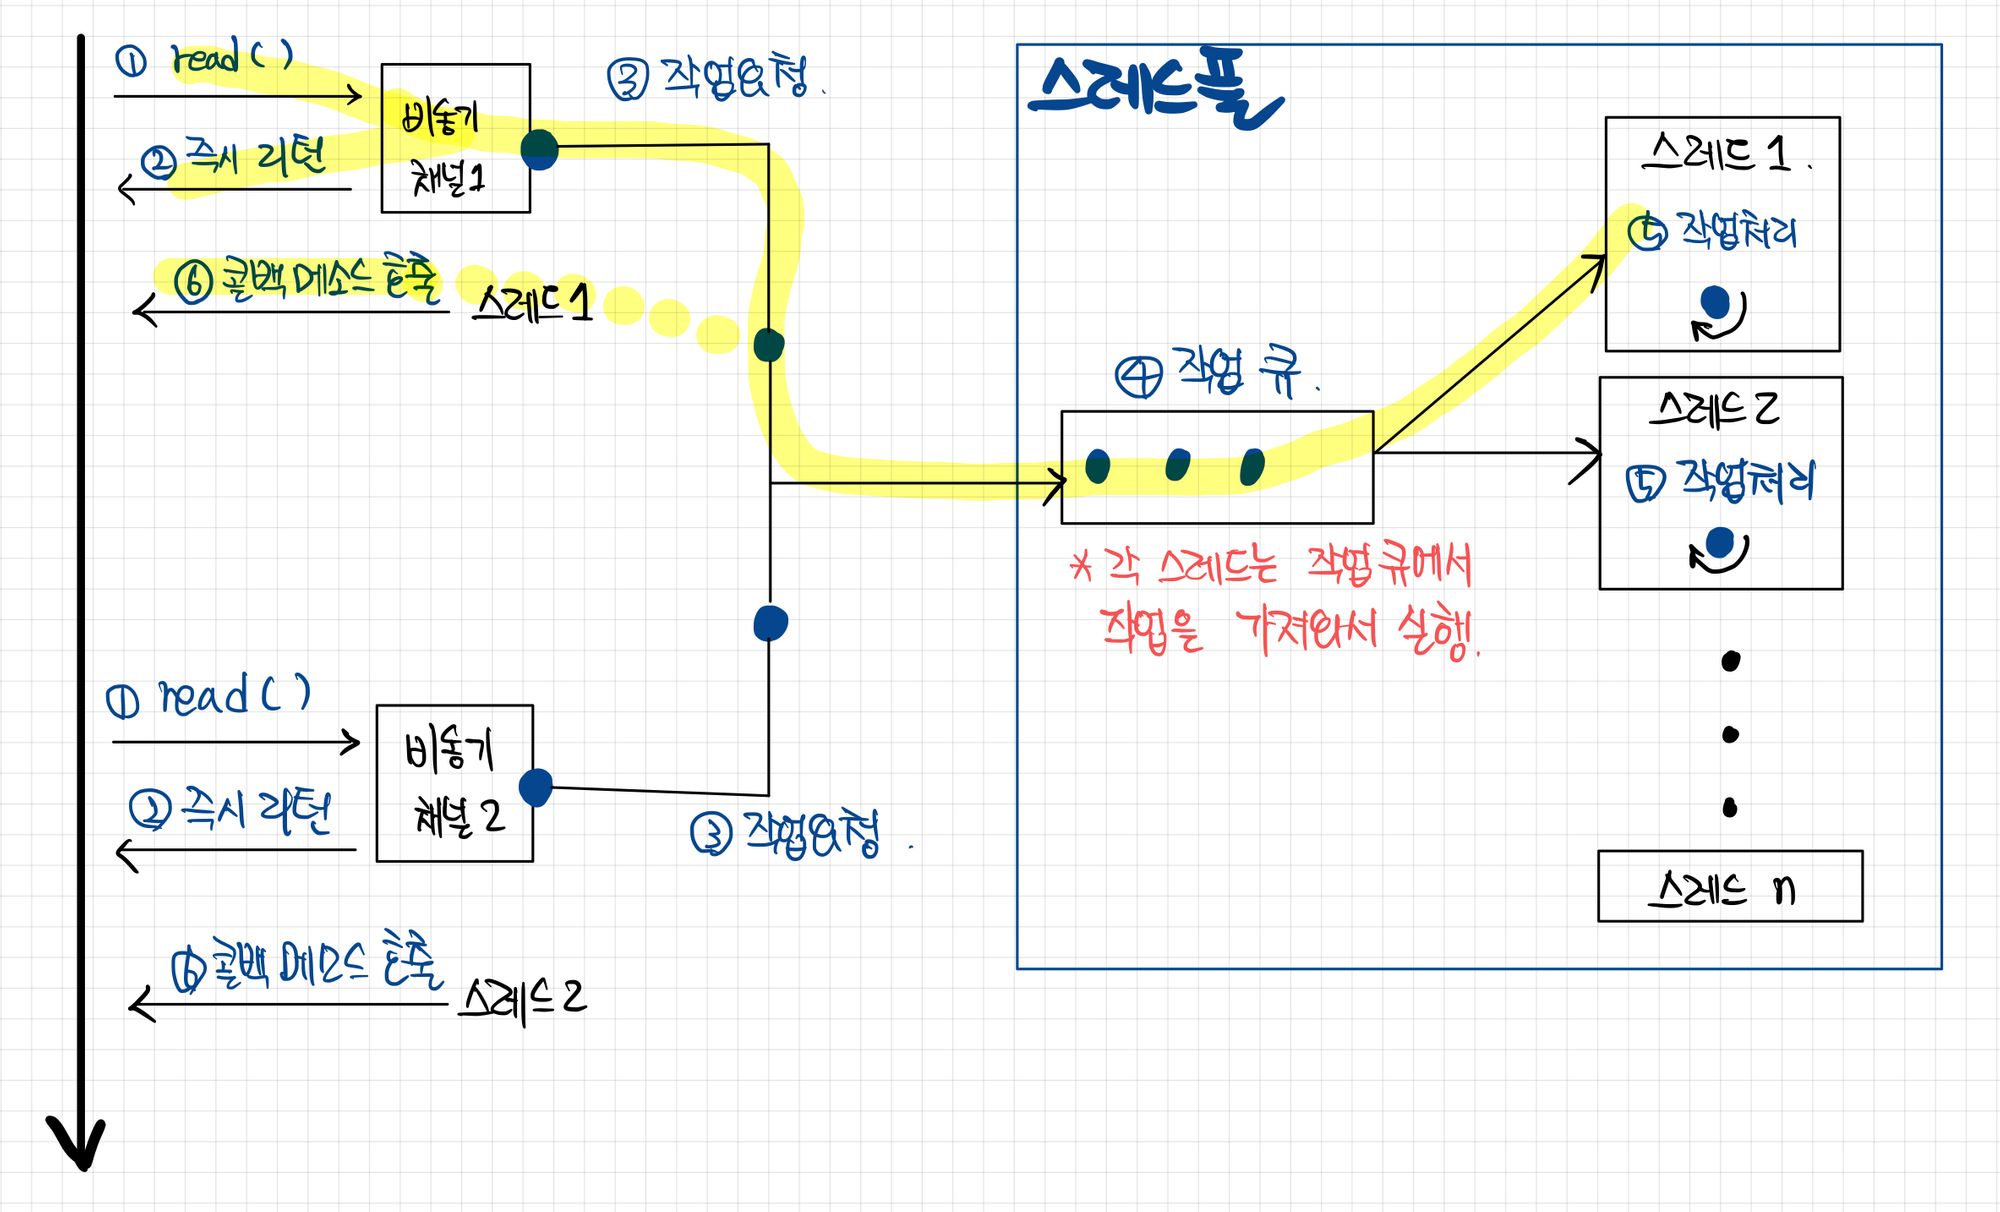 ① read()
② 즉시 리턴
비동기
채널1
③ 작업요청.
⑥ 콜백 메소드 호출
스레드1
스레드풀
④ 작업 큐.
* 각 스레드는 작업큐에서
작업을 가져와서 실행.
스레드 1.
⑤ 작업처리
스레드 2
⑤ 작업처리
스레드 n
① read()
② 즉시 리턴
비동기
채널 2
③ 작업요청.
⑥ 콜백 메소드 호출
스레드 2